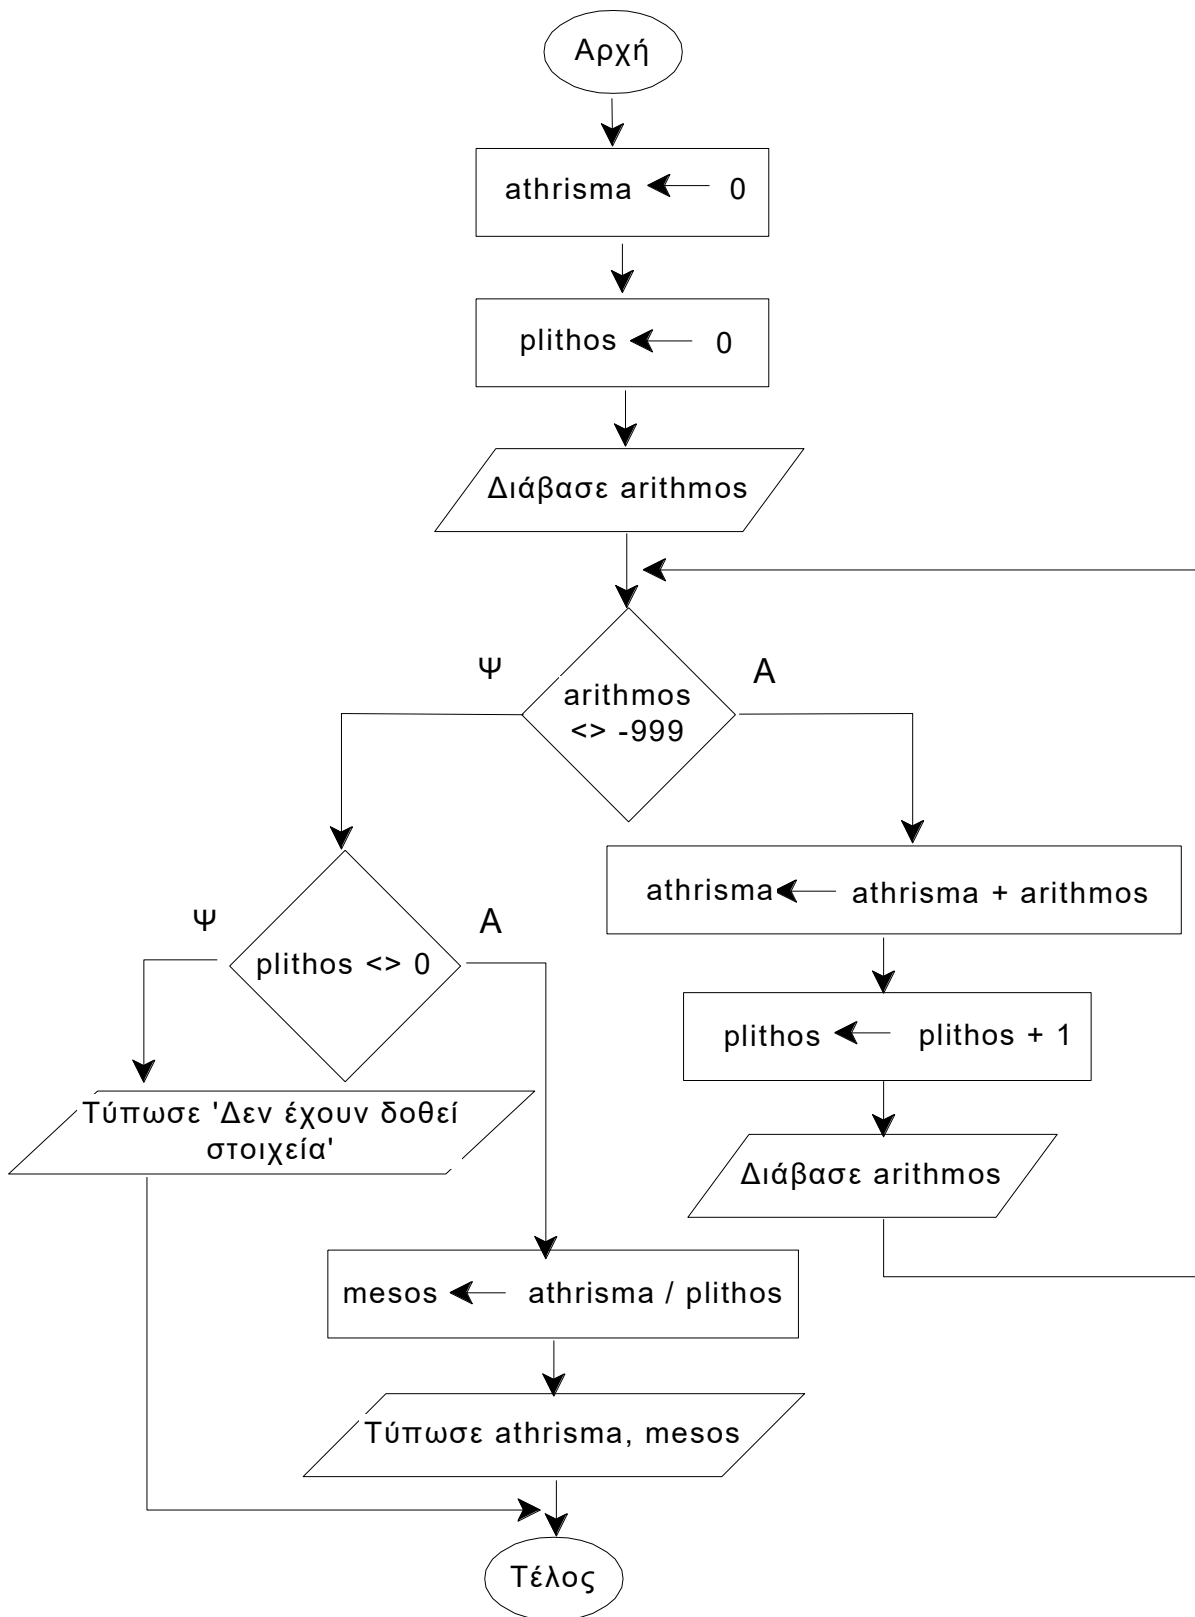 Αρχή
athrisma 0
plithos 0
Διάβασε arithmos
Ψ
Α
arithmos
<> -999
athrisma athrisma + arithmos
Ψ
Α
plithos <> 0
plithos plithos + 1
Τύπωσε 'Δεν έχουν δοθεί
στοιχεία'
Διάβασε arithmos
mesos athrisma / plithos
Τύπωσε athrisma, mesos
Τέλος